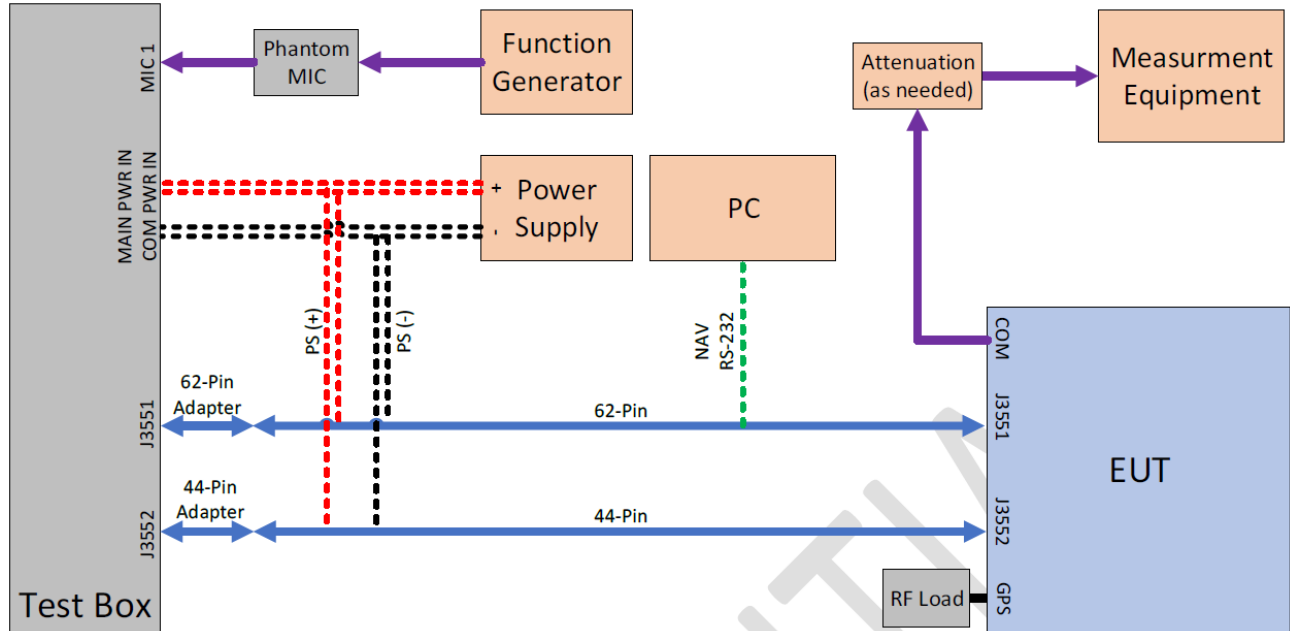 MIC 1
Phantom
MIC
Function
Generator
Attenuation
(as needed)
Measurment
Equipment
MAIN PWR IN
COM PWR IN
+
Power
Supply
-
PC
PS (+)
PS (-)
NAV
RS-232
COM
62-Pin
Adapter
62-Pin
J3551
J3551
EUT
44-Pin
Adapter
44-Pin
J3552
J3552
RF Load
GPS
Test Box